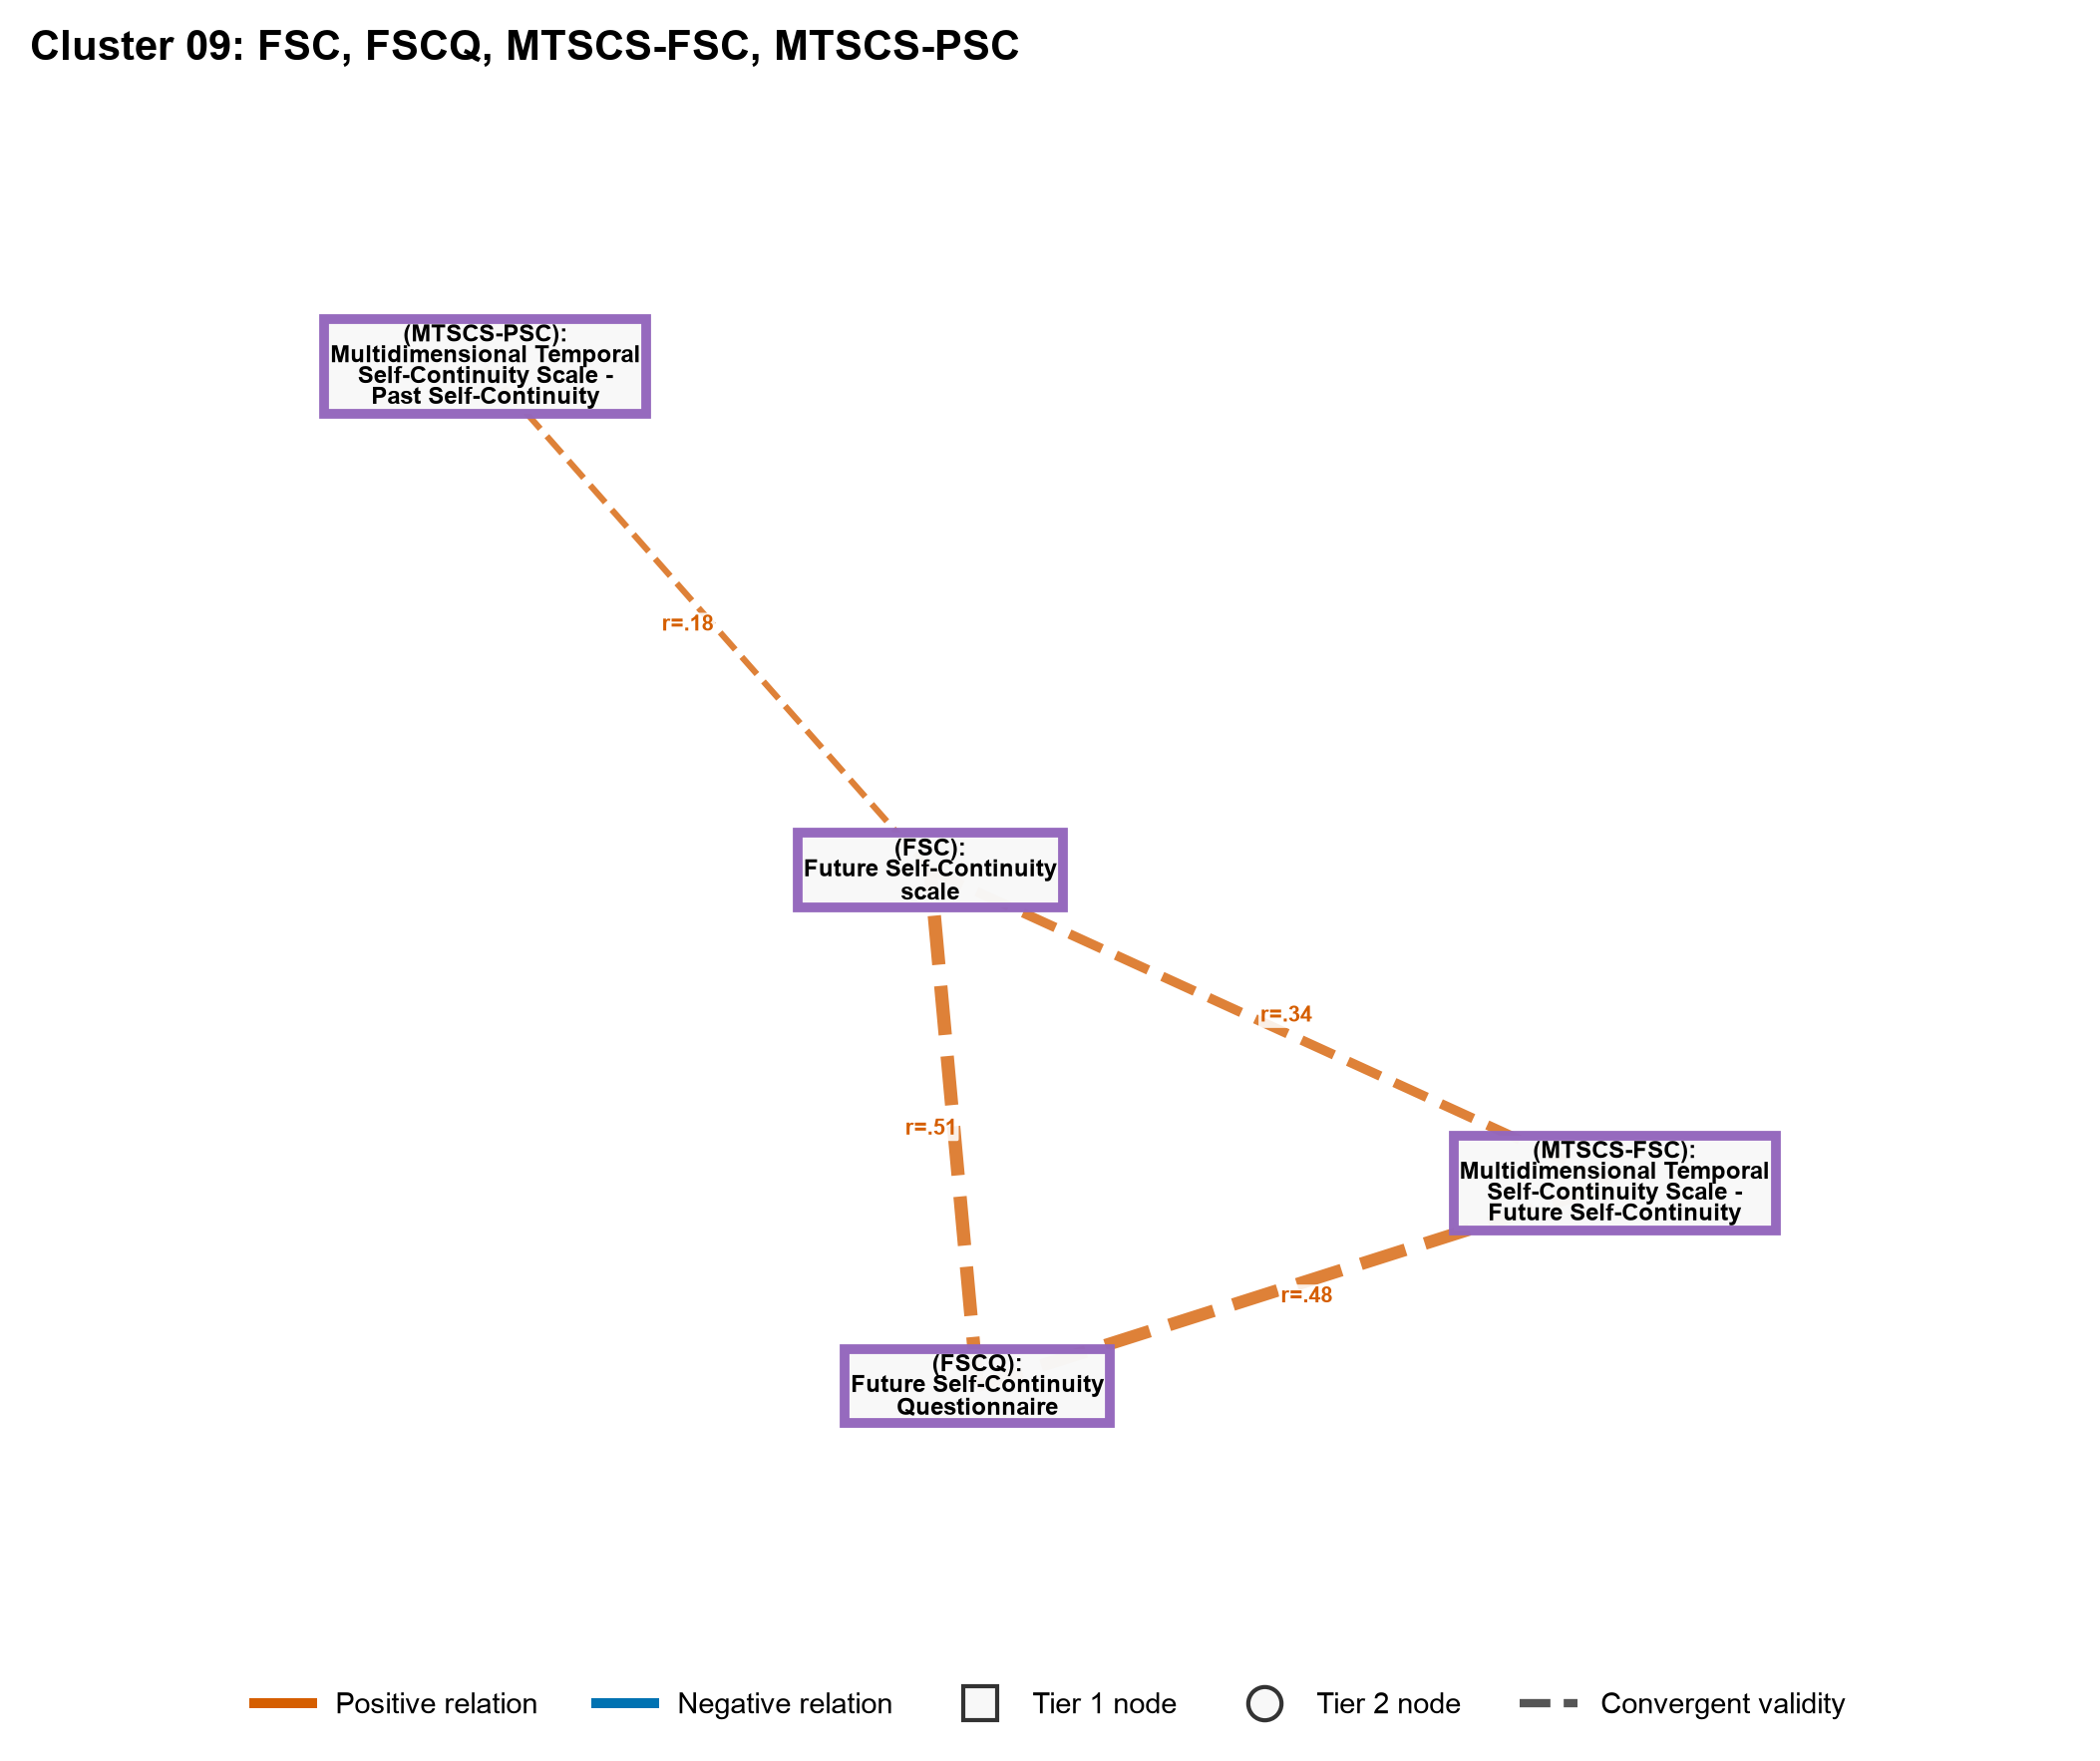 Cluster 09: FSC, FSCQ, MTSCS-FSC, MTSCS-PSC
(MTSCS-PSC):
Multidimensional Temporal
Self-Continuity Scale -
Past Self-Continuity
r=.18
(FSC):
Future Self-Continuity
scale
r=.34
r=.51
(MTSCS-FSC):
Multidimensional Temporal
Self-Continuity Scale -
Future Self-Continuity
r=.48
(FSCQ):
Future Self-Continuity
Questionnaire
Positive relation
Negative relation
Tier 1 node
Tier 2 node
Convergent validity